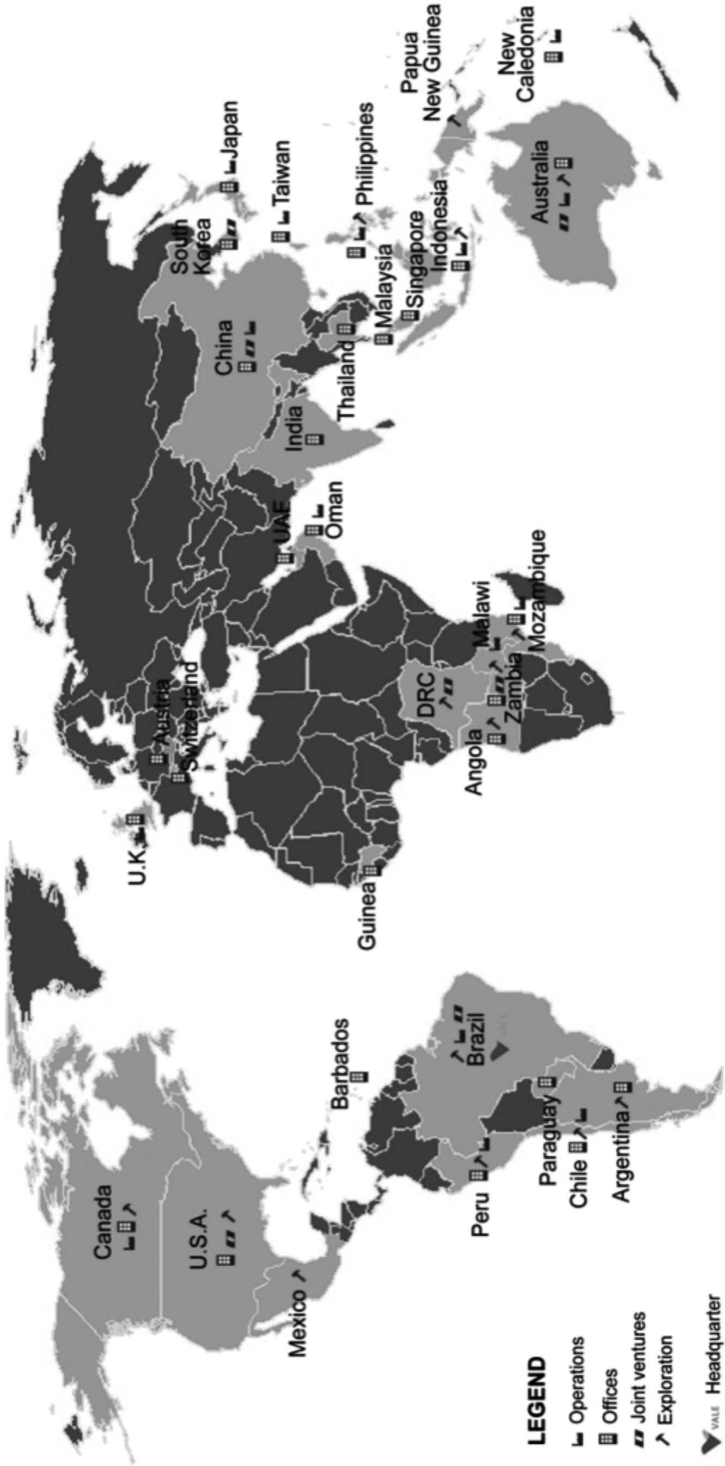 Canada
U.S.A.
Mexico
Barbados
Peru
Brazil
Paraguay
Chile
Argentina
U.K.
Austria
Switzerland
Guinea
DRC
Angola
Zambia
Malawi
Mozambique
UAE
Oman
India
China
South
Korea
Japan
Taiwan
Thailand
Philippines
Malaysia
Singapore
Indonesia
Papua
New Guinea
New
Caledonia
Australia
LEGEND
Operations
Offices
Joint ventures
Exploration
VALE Headquarter